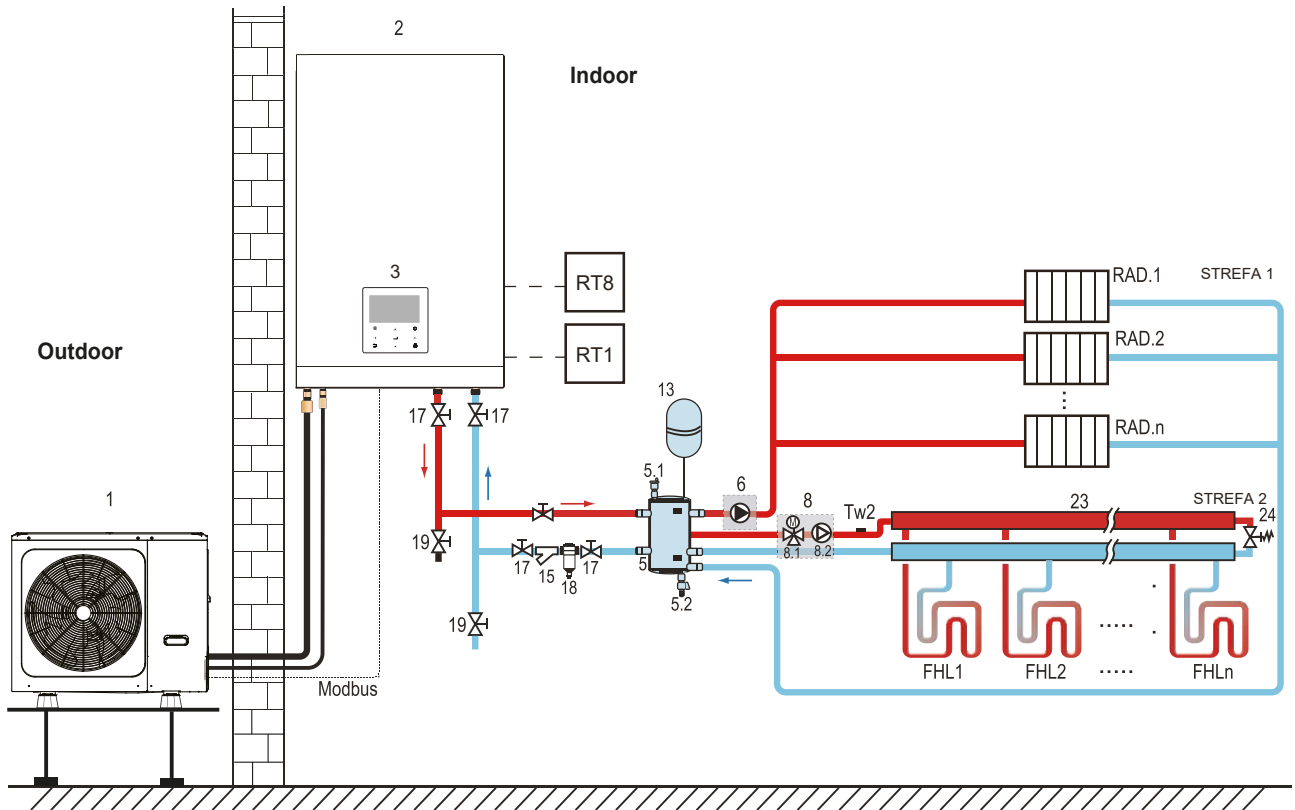 2
Indoor
3
RT8
RAD.1
STREFA 1
Outdoor
RT1
RAD.2
13
17
17
RAD.n
1
5.1
6
8
Tw2
23
STREFA 2
24
M
8.1
8.2
19
17
15
18
17
5
5.2
19
FHL1
FHL2
FHLn
Modbus